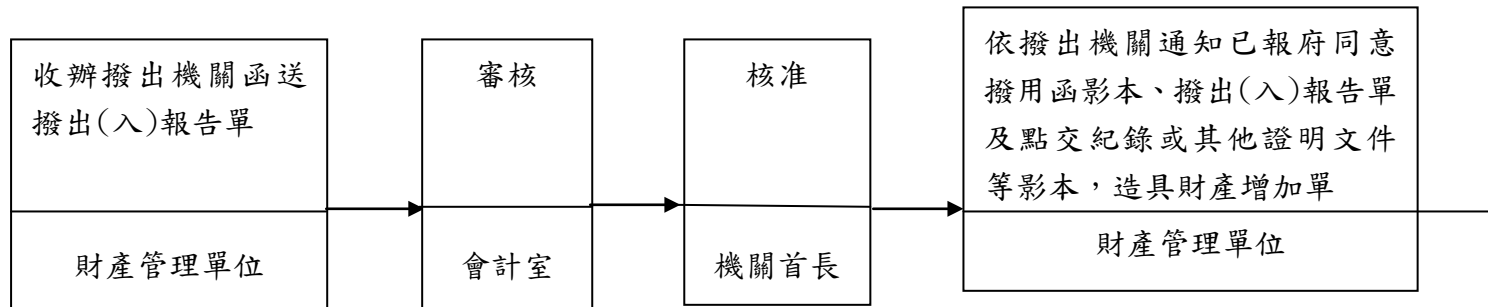 收辦撥出機關函送
撥出(入)報告單
財產管理單位
審核
會計室
核准
機關首長
依撥出機關通知已報府同意
撥用函影本、撥出(入)報告單
及點交紀錄或其他證明文件
等影本，造具財產增加單
財產管理單位